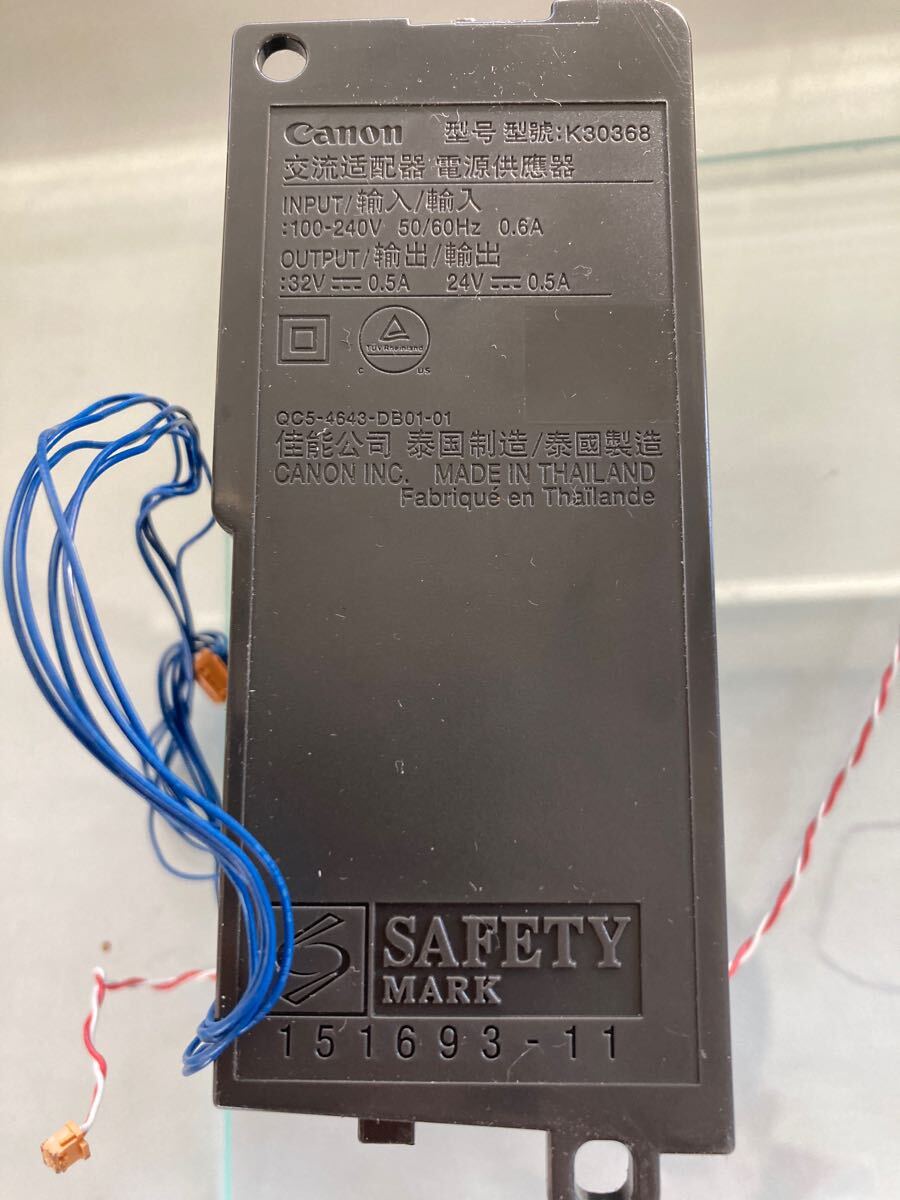 Canon 型号 型號:K30368
交流适配器 電源供應器
INPUT/输入/輸入
:100-240V 50/60Hz 0.6A
OUTPUT/输出/輸出
:32V⎓0.5A 24V⎓0.5A
TÜVRheinland
C US
QC5-4643-DB01-01
佳能公司 泰国制造/泰國製造
CANON INC. MADE IN THAILAND
Fabriqué en Thaïlande
SAFETY
MARK
151693-11